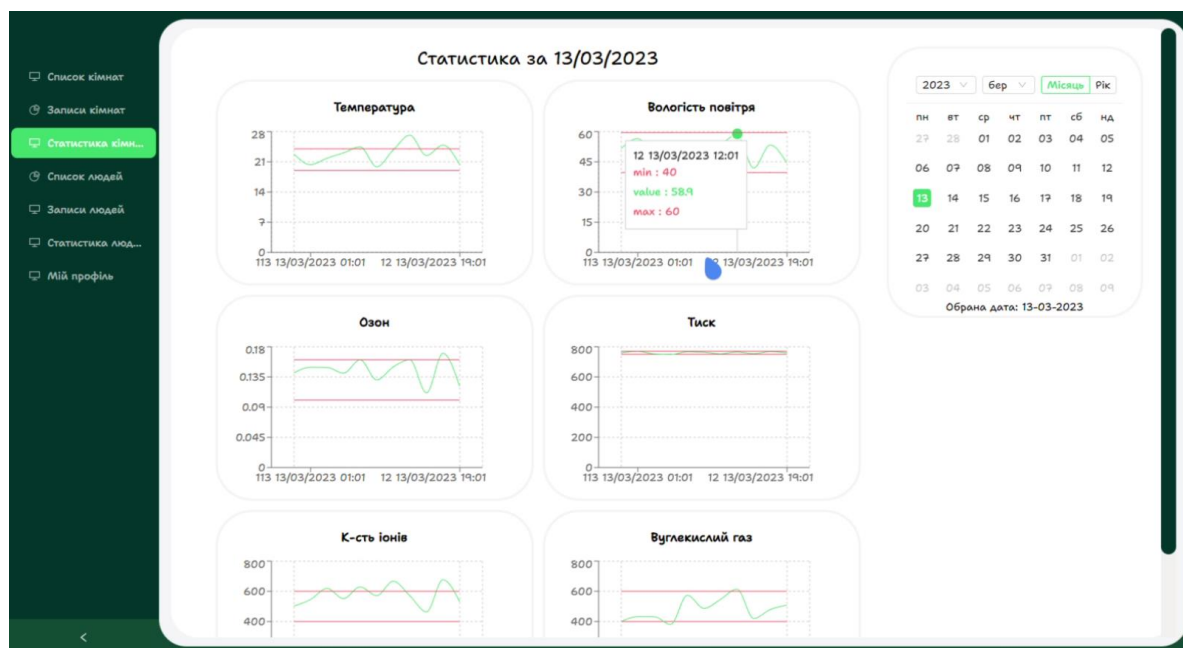 Список кімнат
Записи кімнат
Статистика кімн...
Список людей
Записи людей
Статистика люд...
Мій профіль
<
Статистика за 13/03/2023
Температура
28
21
14
7
0
113 13/03/2023 01:01 12 13/03/2023 19:01
Вологість повітря
60
45
30
15
0
12 13/03/2023 12:01
min : 40
value : 58.9
max : 60
113 13/03/2023 01:01 13/03/2023 19:01
Озон
0.18
0.135
0.09
0.045
0
113 13/03/2023 01:01 12 13/03/2023 19:01
Тиск
800
600
400
200
0
113 13/03/2023 01:01 12 13/03/2023 19:01
К-сть іонів
800
600
400
Вуглекислий газ
800
600
400
2023 бер Місяць Рік
пн вт ср чт пт сб нд
27 28 01 02 03 04 05
06 07 08 09 10 11 12
13 14 15 16 17 18 19
20 21 22 23 24 25 26
27 28 29 30 31 01 02
03 04 05 06 07 08 09
Обрана дата: 13-03-2023